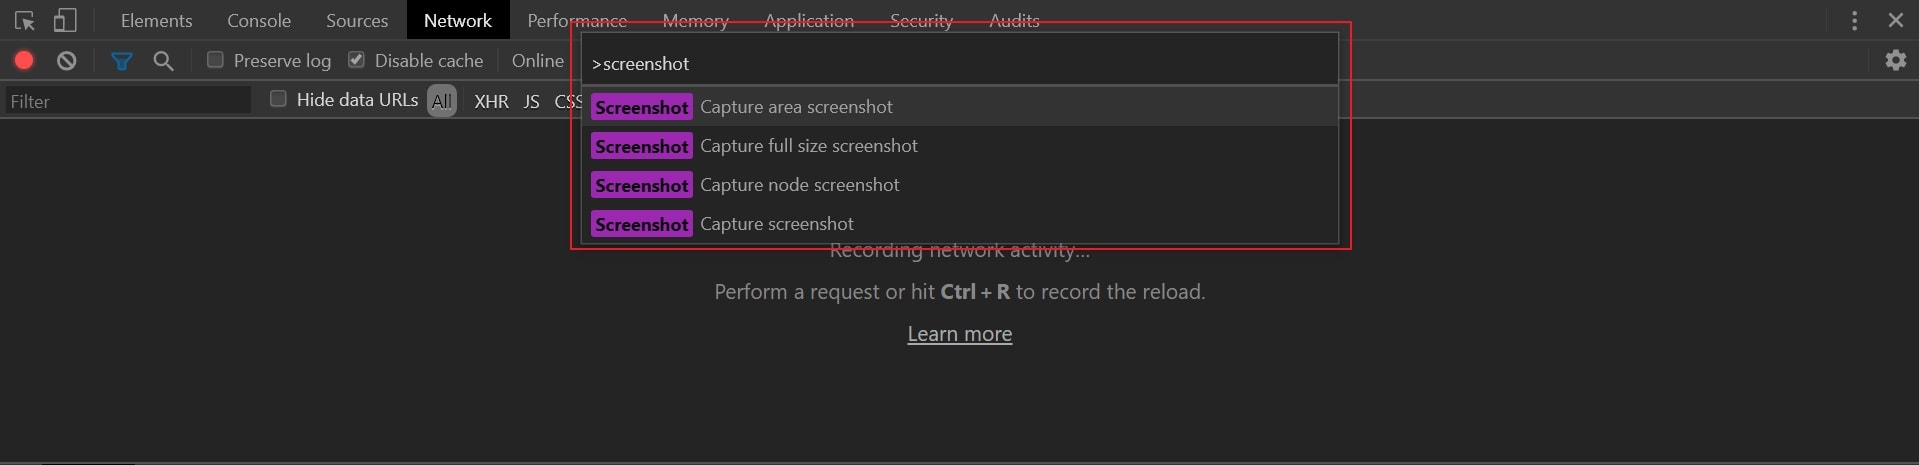 Elements Console Sources Network Performance Memory Application Security Audits
Preserve log Disable cache Online
>screenshot
Filter Hide data URLs All XHR JS CSS
Screenshot Capture area screenshot
Screenshot Capture full size screenshot
Screenshot Capture node screenshot
Screenshot Capture screenshot
Recording network activity...
Perform a request or hit Ctrl + R to record the reload.
Learn more